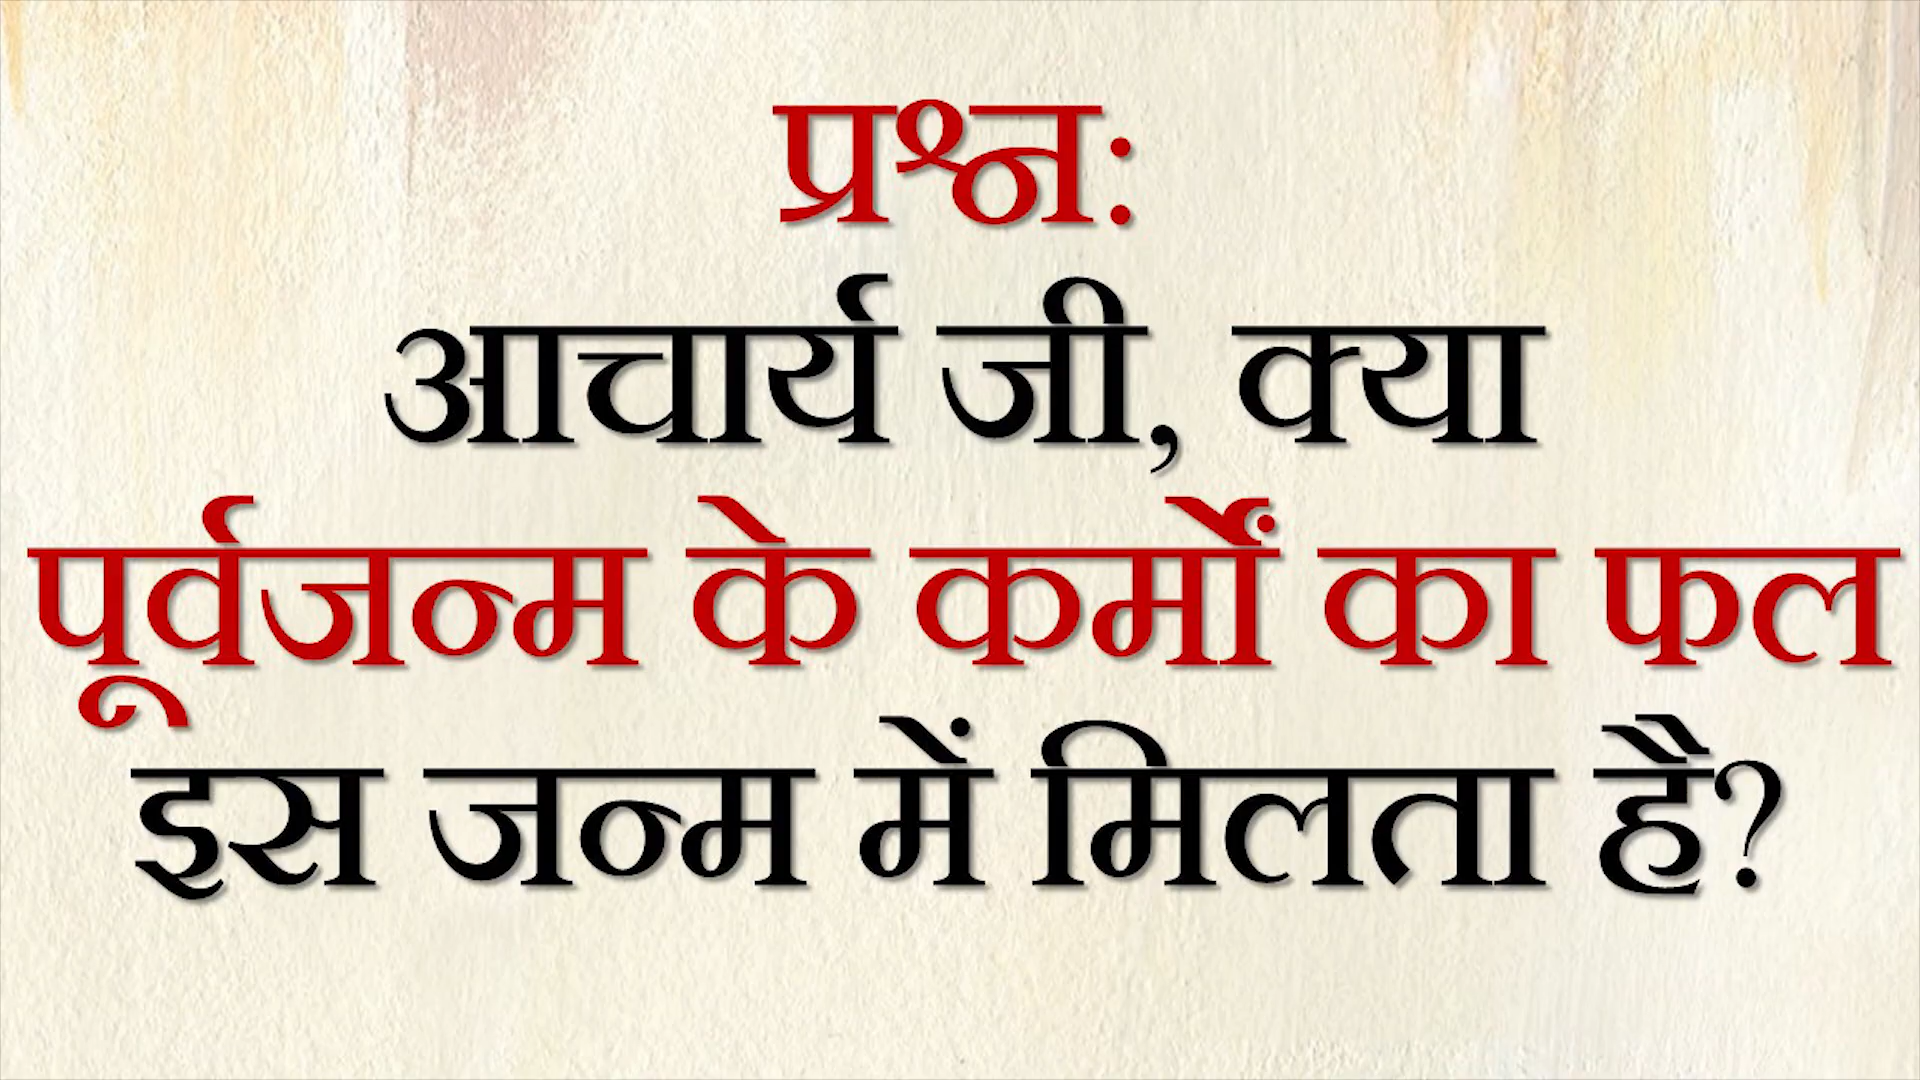 प्रश्न:
आचार्य जी, क्या
पूर्वजन्म के कर्मों का फल
इस जन्म में मिलता है?